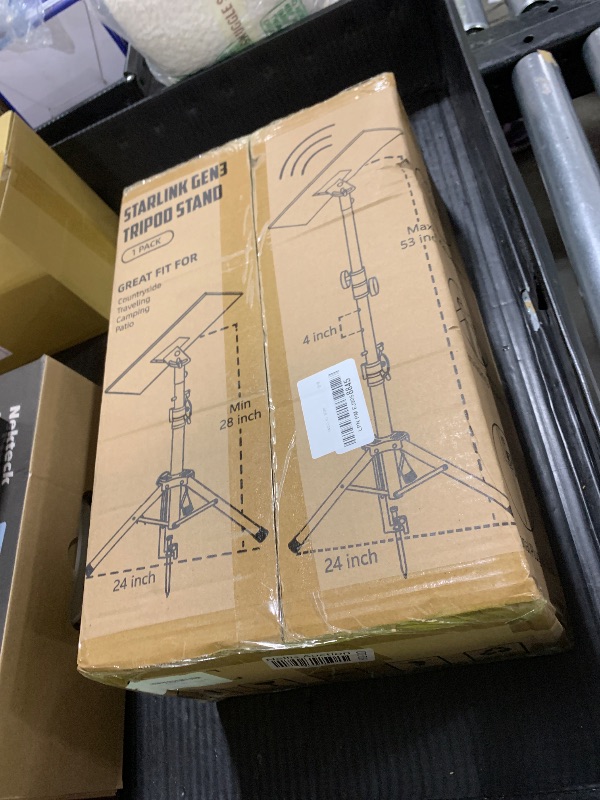 STARLINK GEN3
TRIPOD STAND
1 PACK
GREAT FIT FOR
Countryside
Traveling
Camping
Patio
Min
28 inch
24 inch
Max
53 inch
4 inch
24 inch
Nekteck